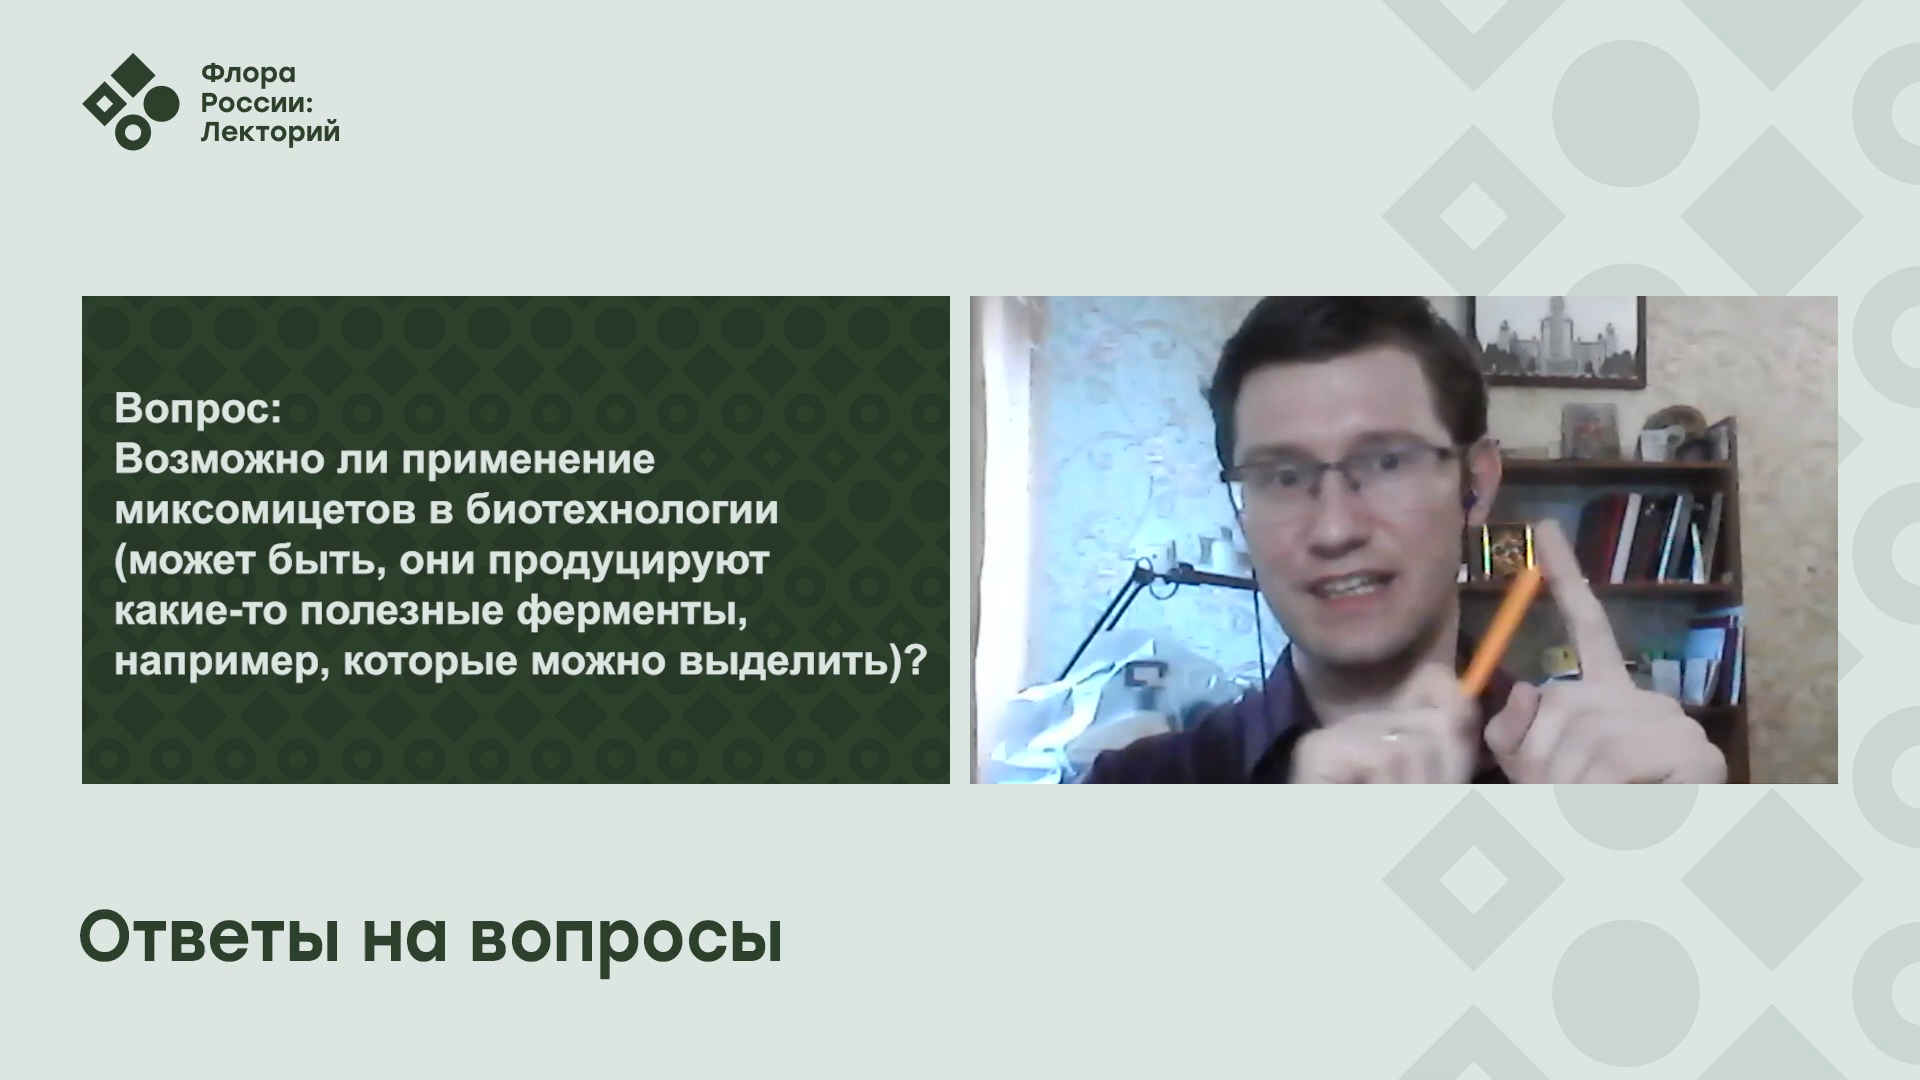 Флора
России:
Лекторий
Вопрос:
Возможно ли применение
миксомицетов в биотехнологии
(может быть, они продуцируют
какие-то полезные ферменты,
например, которые можно выделить)?
Ответы на вопросы